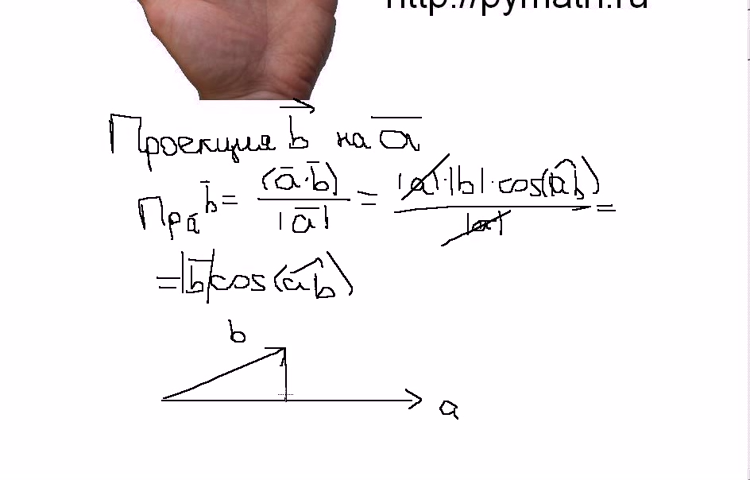 http://pymath.ru
Проекция b⃗ на a̅
Пр_a̅ b̅ = (a̅·b̅) / |a̅| = |a|·|b|·cos(a͡b) / |a| =
= |b̅|cos(a͡b)
b
a